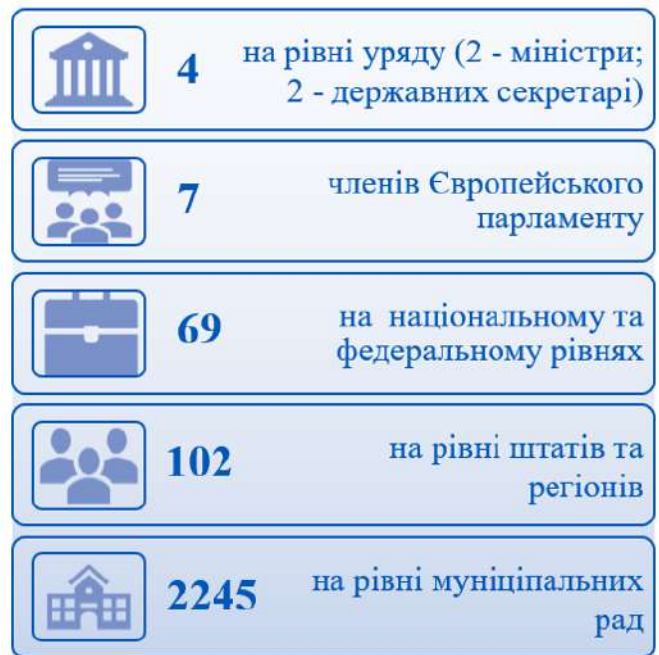 4
на рівні уряду (2 - міністри;
2 - державних секретарі)
7
членів Європейського
парламенту
69
на національному та
федеральному рівнях
102
на рівні штатів та
регіонів
2245
на рівні муніціпальних
рад